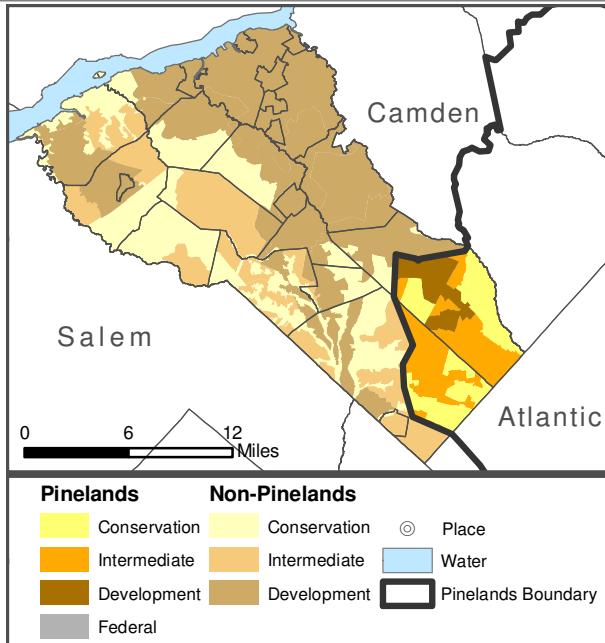 Camden
Salem
Atlantic
0 6 12
Miles
Pinelands Non-Pinelands
Conservation Conservation Place
Intermediate Intermediate Water
Development Development Pinelands Boundary
Federal